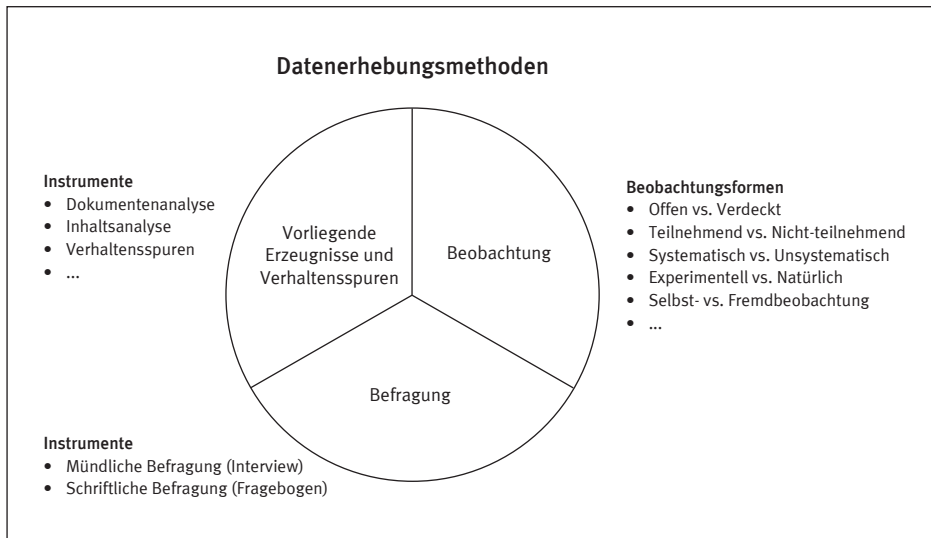 Datenerhebungsmethoden
Instrumente
• Dokumentenanalyse
• Inhaltsanalyse
• Verhaltensspuren
• ...
Vorliegende
Erzeugnisse und
Verhaltensspuren
Beobachtung
Beobachtungsformen
• Offen vs. Verdeckt
• Teilnehmend vs. Nicht-teilnehmend
• Systematisch vs. Unsystematisch
• Experimentell vs. Natürlich
• Selbst- vs. Fremdbeobachtung
• ...
Befragung
Instrumente
• Mündliche Befragung (Interview)
• Schriftliche Befragung (Fragebogen)